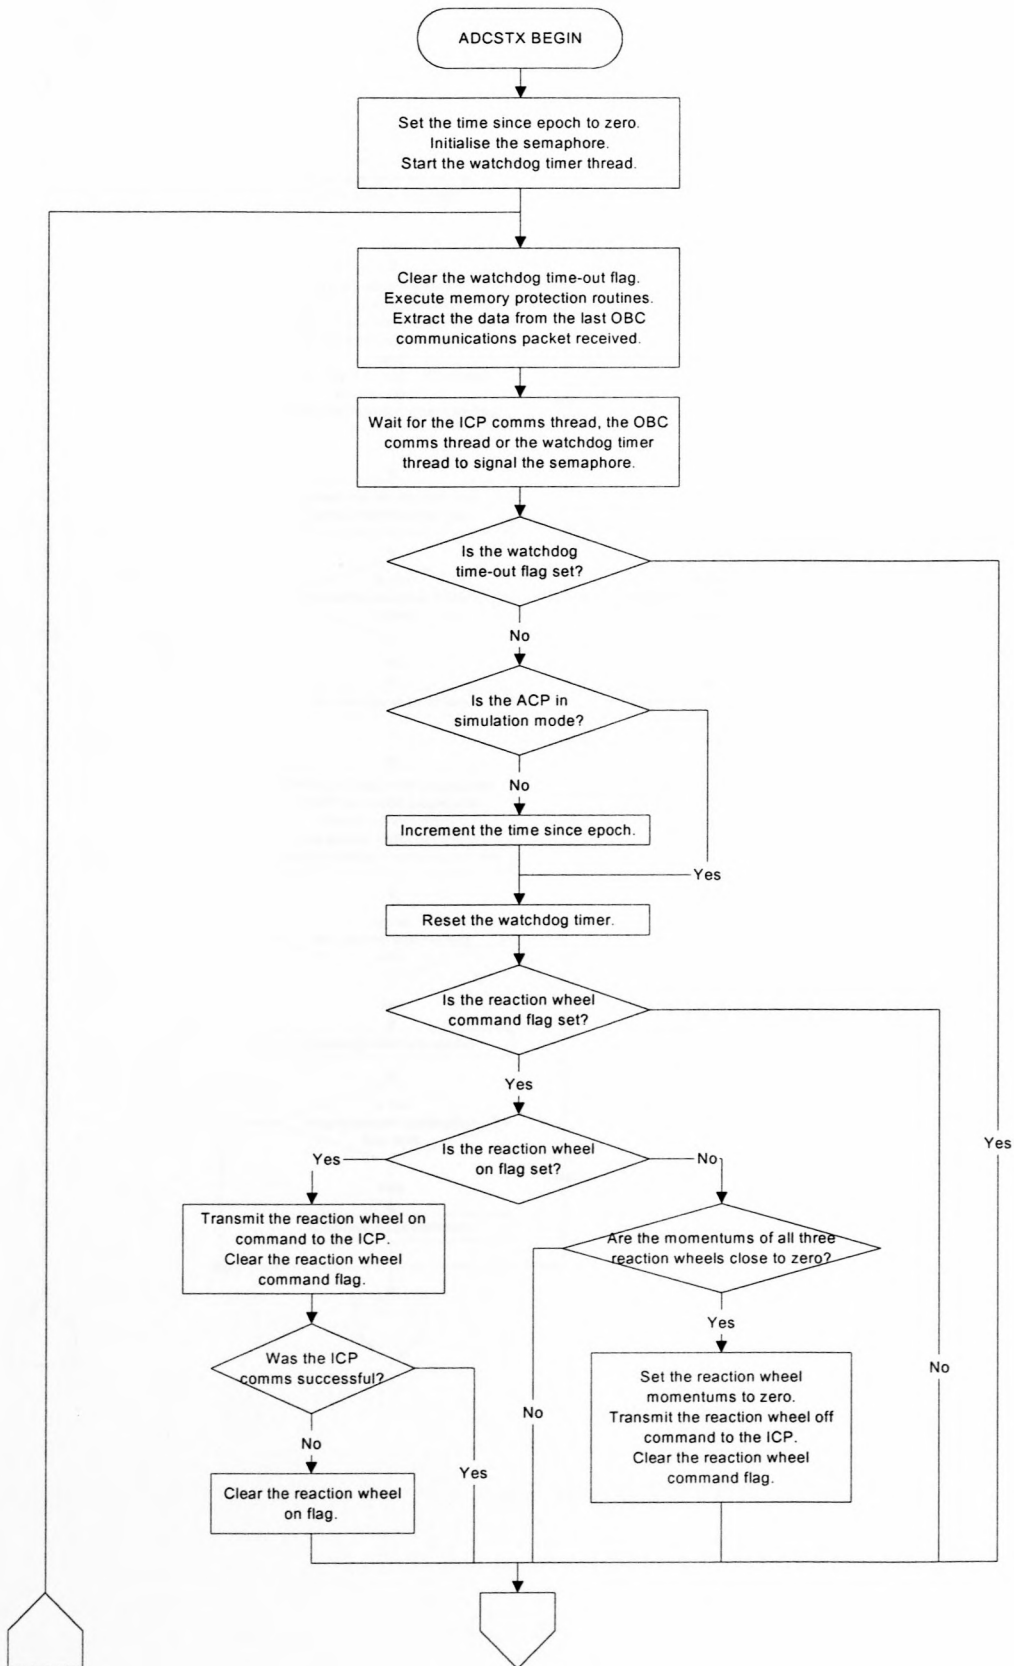 ADCSTX BEGIN
Set the time since epoch to zero.
Initialise the semaphore.
Start the watchdog timer thread.
Clear the watchdog time-out flag.
Execute memory protection routines.
Extract the data from the last OBC
communications packet received.
Wait for the ICP comms thread, the OBC
comms thread or the watchdog timer
thread to signal the semaphore.
Is the watchdog
time-out flag set?
No
Is the ACP in
simulation mode?
No
Increment the time since epoch.
Yes
Reset the watchdog timer.
Is the reaction wheel
command flag set?
Yes
Yes
Is the reaction wheel
on flag set?
Yes
No
Transmit the reaction wheel on
command to the ICP.
Clear the reaction wheel
command flag.
Are the momentums of all three
reaction wheels close to zero?
Yes
Was the ICP
comms successful?
No
Set the reaction wheel
momentums to zero.
Transmit the reaction wheel off
command to the ICP.
Clear the reaction wheel
command flag.
No
No
Yes
Clear the reaction wheel
on flag.